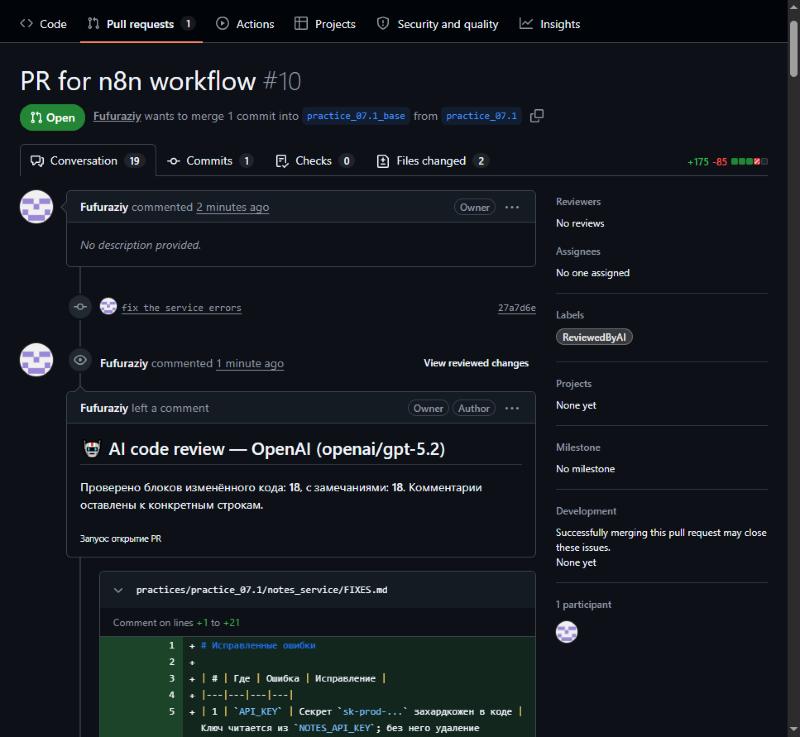 Code Pull requests 1 Actions Projects Security and quality Insights
PR for n8n workflow #10
Open Fufuraziy wants to merge 1 commit into practice_07.1_base from practice_07.1
Conversation 19 Commits 1 Checks 0 Files changed 2 +175 -85
Fufuraziy commented 2 minutes ago Owner ...
No description provided.
fix the service errors 27a7d6e
Fufuraziy commented 1 minute ago View reviewed changes
Fufuraziy left a comment Owner Author ...
AI code review — OpenAI (openai/gpt-5.2)
Проверено блоков изменённого кода: 18, с замечаниями: 18. Комментарии
оставлены к конкретным строкам.
Запуск: открытие PR
practices/practice_07.1/notes_service/FIXES.md
Comment on lines +1 to +21
1 + # Исправленные ошибки
2 +
3 + | # | Где | Ошибка | Исправление |
4 + |---|---|---|---|
5 + | 1 | `API_KEY` | Секрет `sk-prod-...` захардкожен в коде |
Ключ читается из `NOTES_API_KEY`; без него удаление
Reviewers
No reviews
Assignees
No one assigned
Labels
ReviewedByAI
Projects
None yet
Milestone
No milestone
Development
Successfully merging this pull request may close
these issues.
None yet
1 participant